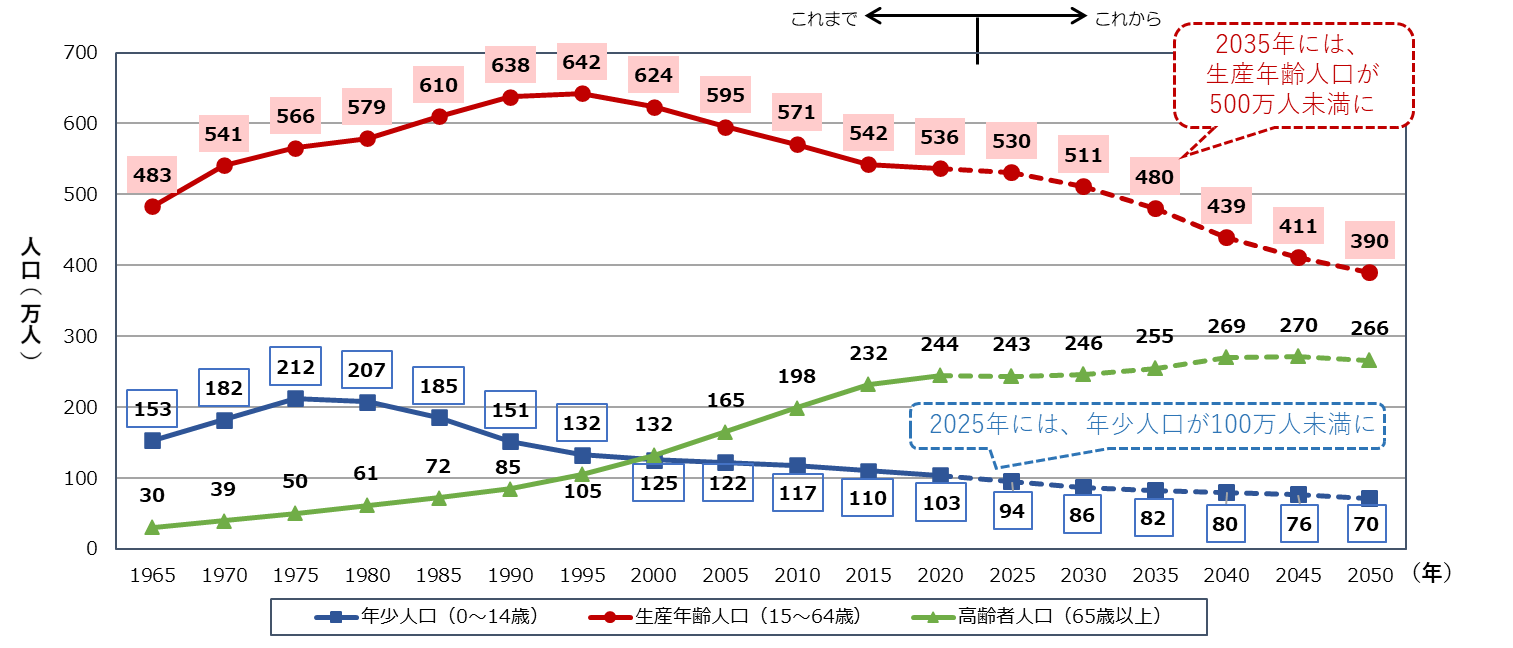 これまで
これから
2035年には、
生産年齢人口が
500万人未満に
人口（万人）
700
600
500
400
300
200
100
0
483 541 566 579 610 638 642 624 595 571 542 536 530 511 480 439 411 390
153 182 212 207 185 151 132 125 122 117 110 103 94 86 82 80 76 70
30 39 50 61 72 85 105 132 165 198 232 244 243 246 255 269 270 266
2025年には、年少人口が100万人未満に
1965 1970 1975 1980 1985 1990 1995 2000 2005 2010 2015 2020 2025 2030 2035 2040 2045 2050 （年）
年少人口（0～14歳） 生産年齢人口（15～64歳） 高齢者人口（65歳以上）